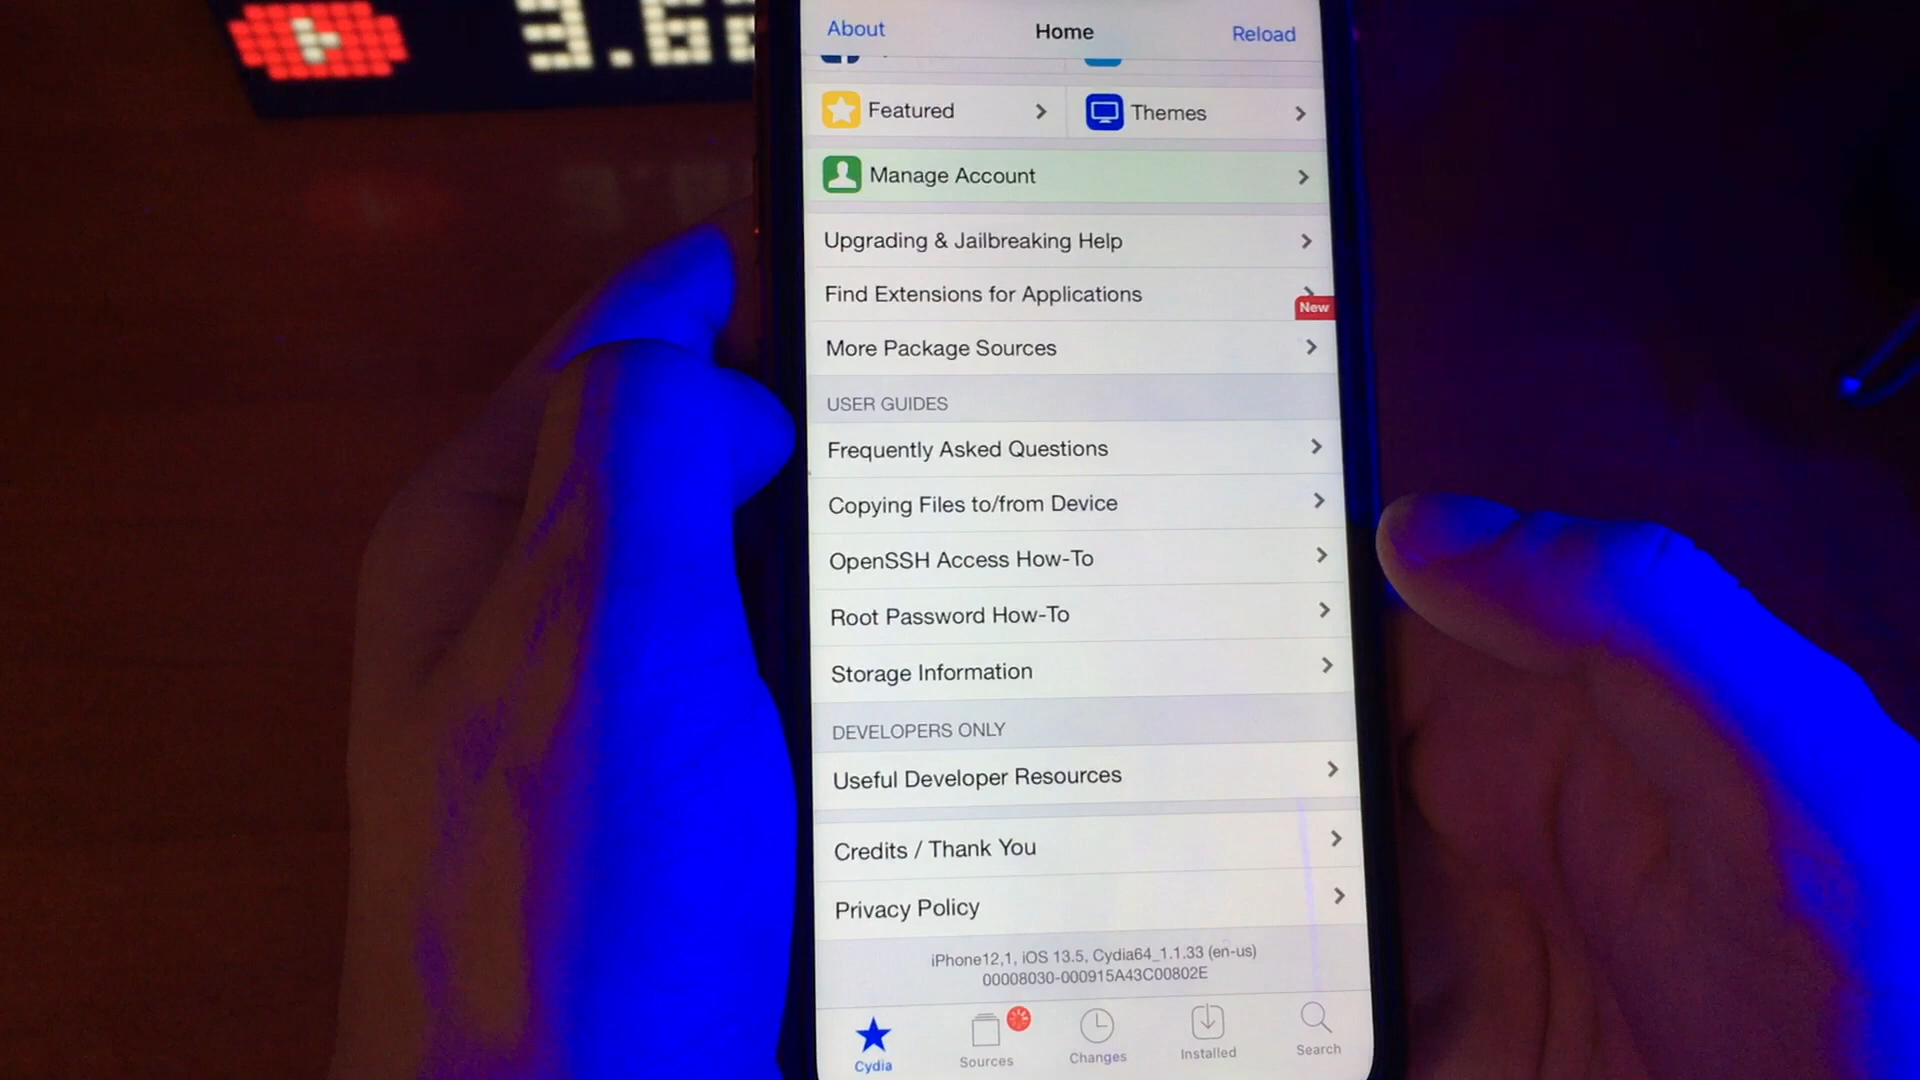 3.6
About
Home
Reload
Featured
Themes
Manage Account
Upgrading & Jailbreaking Help
Find Extensions for Applications
New
More Package Sources
USER GUIDES
Frequently Asked Questions
Copying Files to/from Device
OpenSSH Access How-To
Root Password How-To
Storage Information
DEVELOPERS ONLY
Useful Developer Resources
Credits / Thank You
Privacy Policy
iPhone12,1, iOS 13.5, Cydia64_1.1.33 (en-us)
00008030-000915A43C00802E
Cydia
Sources
Changes
Installed
Search